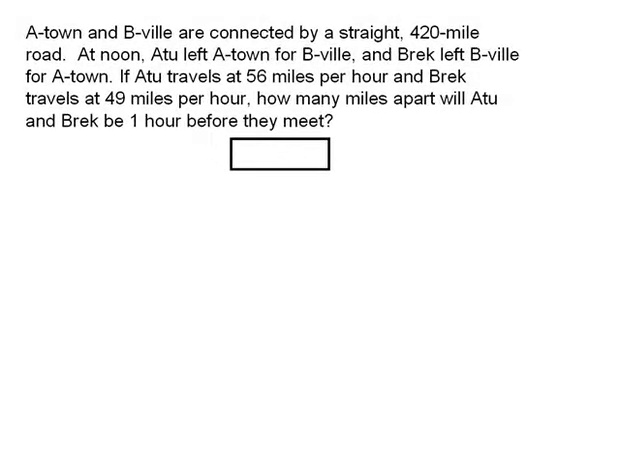 A-town and B-ville are connected by a straight, 420-mile
road.  At noon, Atu left A-town for B-ville, and Brek left B-ville
for A-town. If Atu travels at 56 miles per hour and Brek
travels at 49 miles per hour, how many miles apart will Atu
and Brek be 1 hour before they meet?